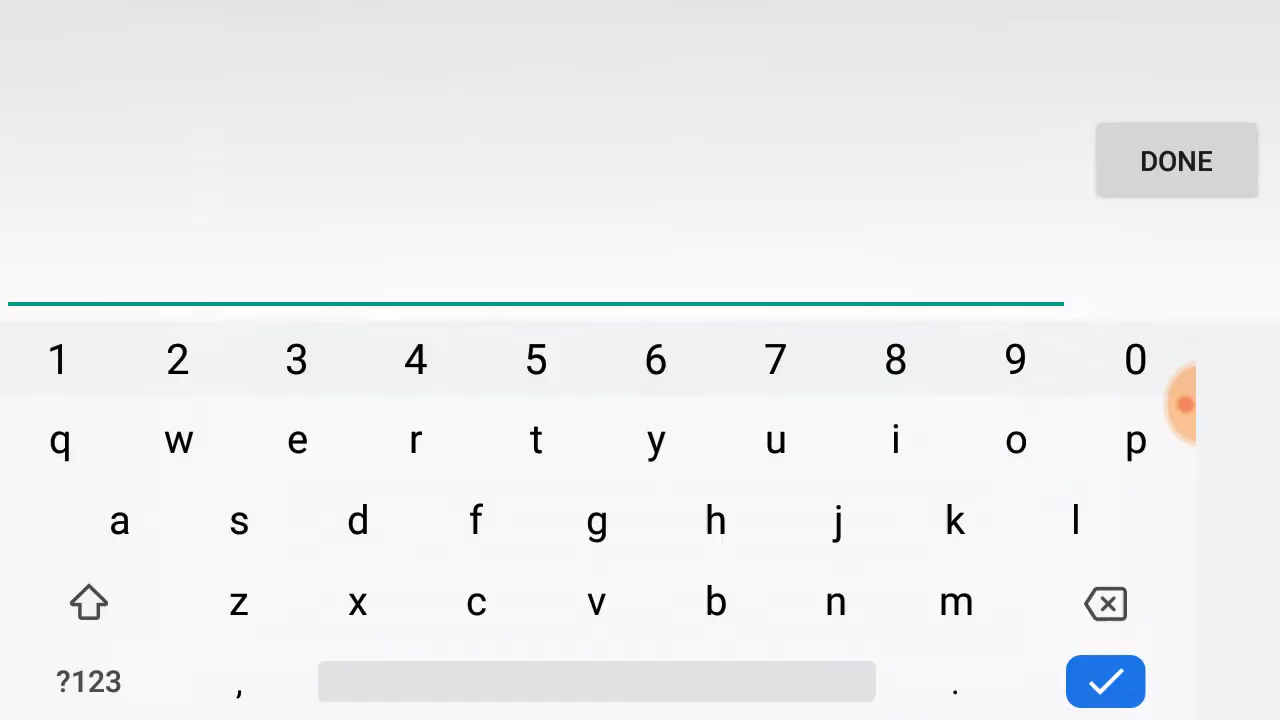 DONE
1 2 3 4 5 6 7 8 9 0
q w e r t y u i o p
a s d f g h j k l
z x c v b n m
?123 , .